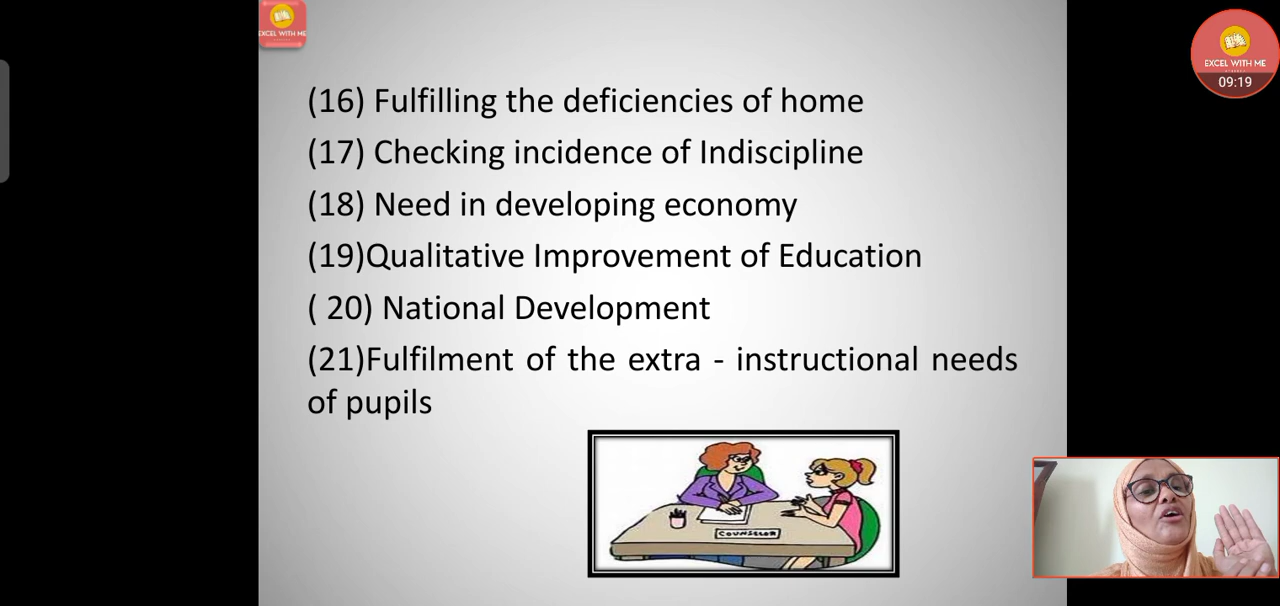 EXCEL WITH ME
(16) Fulfilling the deficiencies of home
(17) Checking incidence of Indiscipline
(18) Need in developing economy
(19)Qualitative Improvement of Education
( 20) National Development
(21)Fulfilment of the extra - instructional needs
of pupils
COUNSELOR
EXCEL WITH ME
09:19